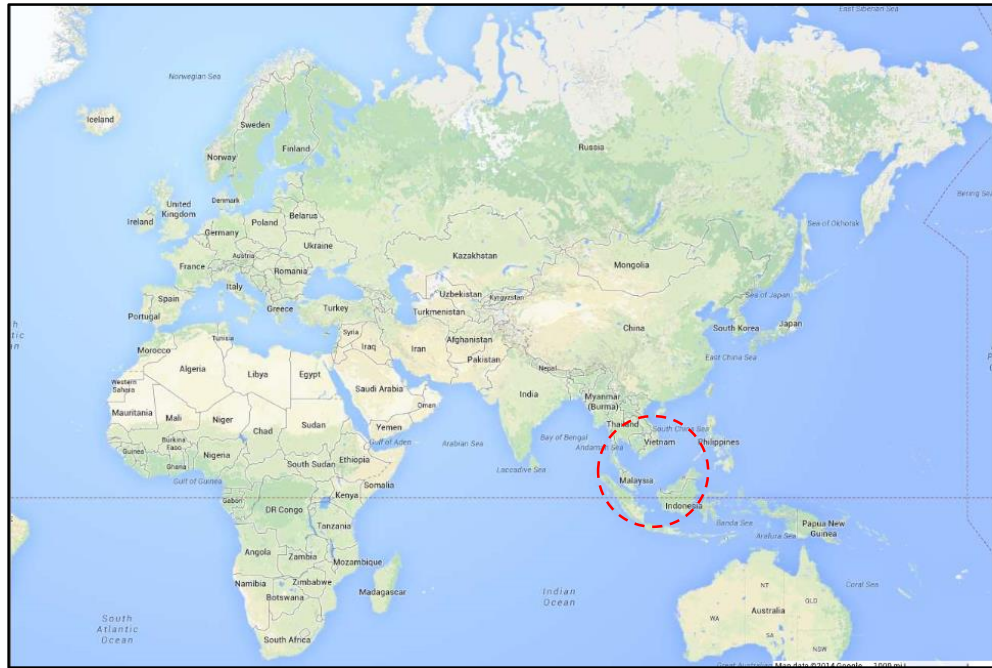 East Siberian Sea
Norwegian Sea
Iceland
Sweden
Finland
Norway
Russia
Bering Sea
United
Kingdom
Denmark
Ireland
Belarus
Poland
Germany
Sea of Okhotsk
Ukraine
Austria
Kazakhstan
France
Mongolia
Romania
Italy
Uzbekistan
Kyrgyzstan
Sea of Japan
Spain
Portugal
Greece
Turkey
Turkmenistan
China
South Korea
Japan
Syria
Tunisia
Afghanistan
Iraq
Iran
Morocco
East China Sea
Pakistan
Algeria
Libya
Egypt
Nepal
Western
Sahara
Saudi Arabia
India
Myanmar
(Burma)
Oman
Mauritania
Mali
Niger
Sudan
Thailand
Chad
Yemen
South China Sea
Burkina
Faso
Gulf of Aden
Arabian Sea
Bay of Bengal
Andaman Sea
Vietnam
Philippines
Guinea
Nigeria
Ethiopia
Ghana
South Sudan
Laccadive Sea
Gulf of Guinea
Somalia
Malaysia
Kenya
Gabon
Indonesia
DR Congo
Tanzania
Banda Sea
Papua New
Guinea
Arafura Sea
Angola
Zambia
Mozambique
Namibia
Zimbabwe
Madagascar
Botswana
Indian
Ocean
NT
QLD
Coral Sea
South
Atlantic
Ocean
WA
Australia
South Africa
SA
NSW
Map data ©2014 Google
1000 mi